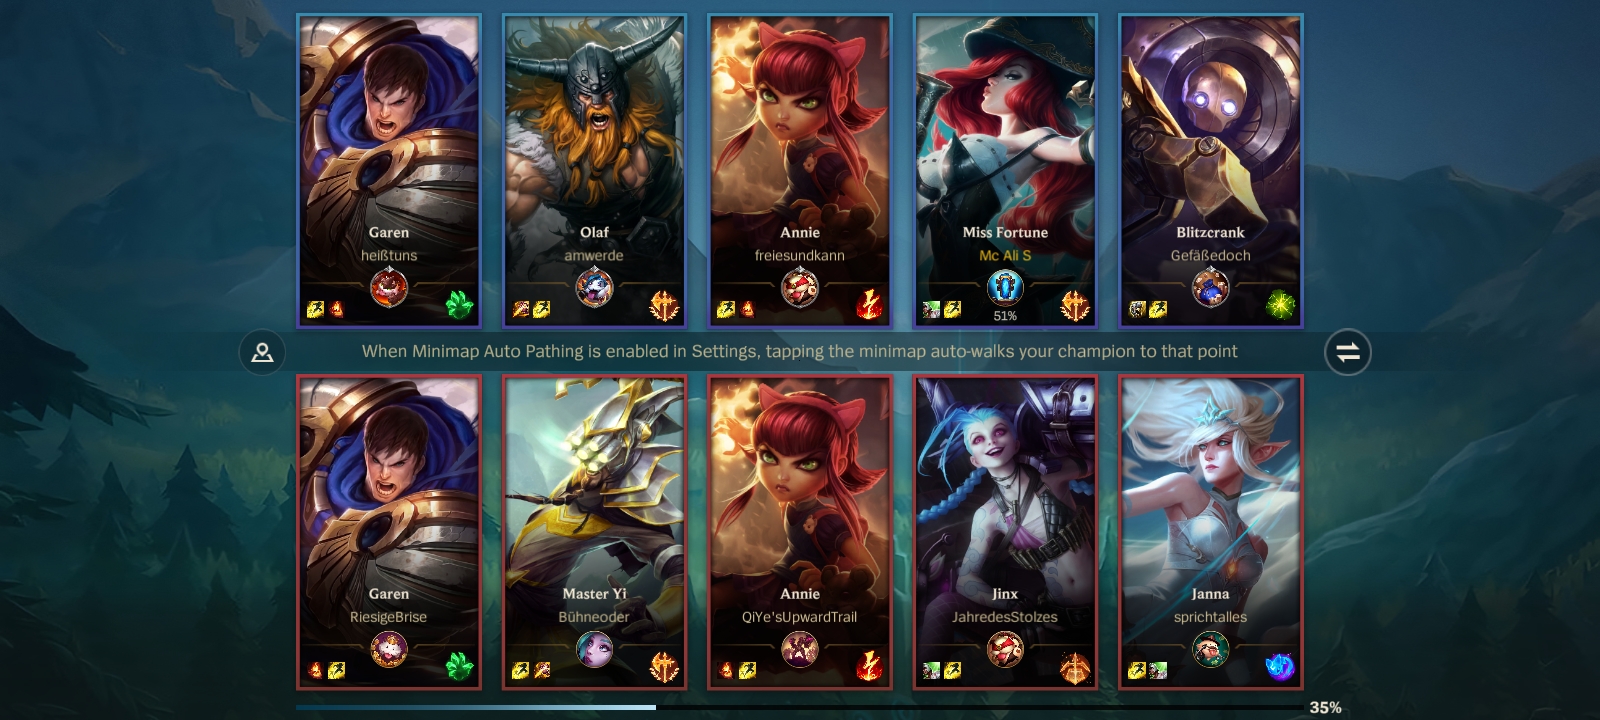 Garen
heißtuns
Olaf
amwerde
Annie
freiesundkann
Miss Fortune
Mc Ali S
51%
Blitzcrank
Gefäßedoch
When Minimap Auto Pathing is enabled in Settings, tapping the minimap auto-walks your champion to that point
Garen
RiesigeBrise
Master Yi
Bühneoder
Annie
QiYe'sUpwardTrail
Jinx
JahredesStolzes
Janna
sprichtalles
35%